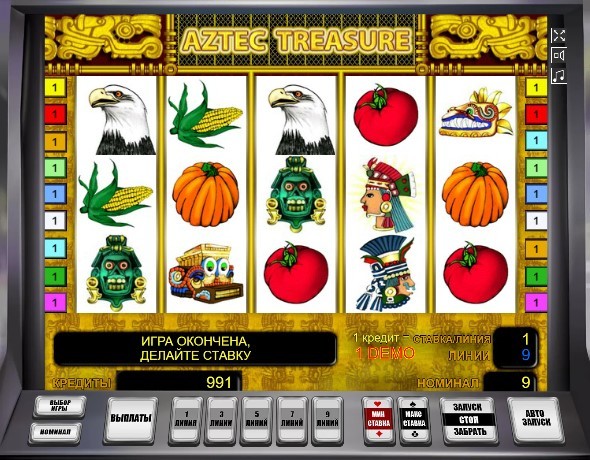 AZTEC TREASURE
1 1
1 1
1 1
1 1
1 1
1 1
1 1
1 1
1 1
ИГРА ОКОНЧЕНА,
ДЕЛАЙТЕ СТАВКУ
1 кредит =
1 DEMO
СТАВКА/ЛИНИЯ 1
ЛИНИИ 9
КРЕДИТЫ 991
НОМИНАЛ 9
ВЫБОР
ИГРЫ
НОМИНАЛ
ВЫПЛАТЫ
1
ЛИНИЯ
3
ЛИНИИ
5
ЛИНИЙ
7
ЛИНИЙ
9
ЛИНИЙ
МИН
СТАВКА
МАКС
СТАВКА
ЗАПУСК
СТОП
ЗАБРАТЬ
АВТО
ЗАПУСК